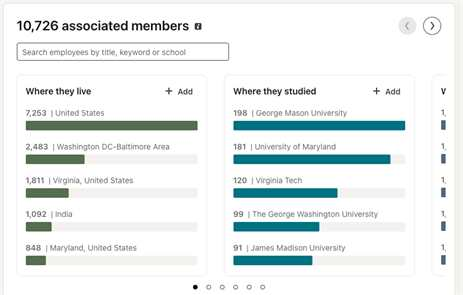 10,726 associated members
Search employees by title, keyword or school
Where they live + Add
7,253 | United States
2,483 | Washington DC-Baltimore Area
1,811 | Virginia, United States
1,092 | India
848 | Maryland, United States
Where they studied + Add
198 | George Mason University
181 | University of Maryland
120 | Virginia Tech
99 | The George Washington University
91 | James Madison University